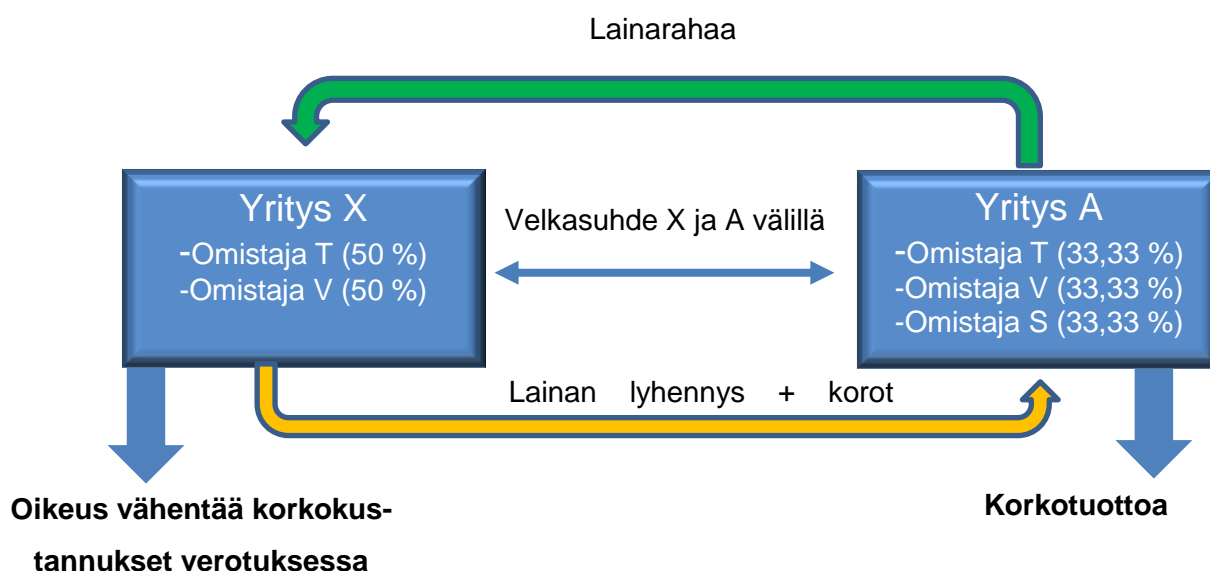 Lainarahaa
Yritys X
-Omistaja T (50 %)
-Omistaja V (50 %)
Velkasuhde X ja A välillä
Yritys A
-Omistaja T (33,33 %)
-Omistaja V (33,33 %)
-Omistaja S (33,33 %)
Lainan lyhennys + korot
Oikeus vähentää korkokus-
tannukset verotuksessa
Korkotuottoa